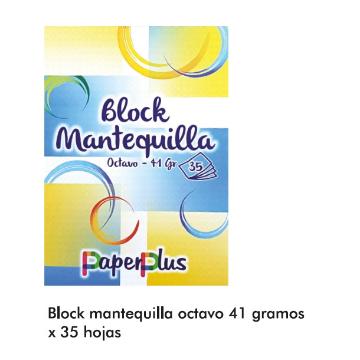 Block
Mantequilla
Octavo - 41 Gr
35
PaperPlus
Block mantequilla octavo 41 gramos
x 35 hojas